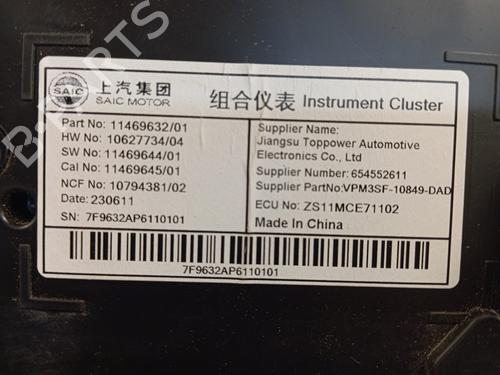 SAIC
上汽集团
SAIC MOTOR
组合仪表 Instrument Cluster
Part No: 11469632/01
HW No: 10627734/04
SW No: 11469644/01
Cal No: 11469645/01
NCF No: 10794381/02
Date: 230611
SN: 7F9632AP6110101
Supplier Name:
Jiangsu Toppower Automotive
Electronics Co., Ltd
Supplier Number: 654552611
Supplier PartNo:VPM3SF-10849-DAD
ECU No: ZS11MCE71102
Made In China
7F9632AP6110101